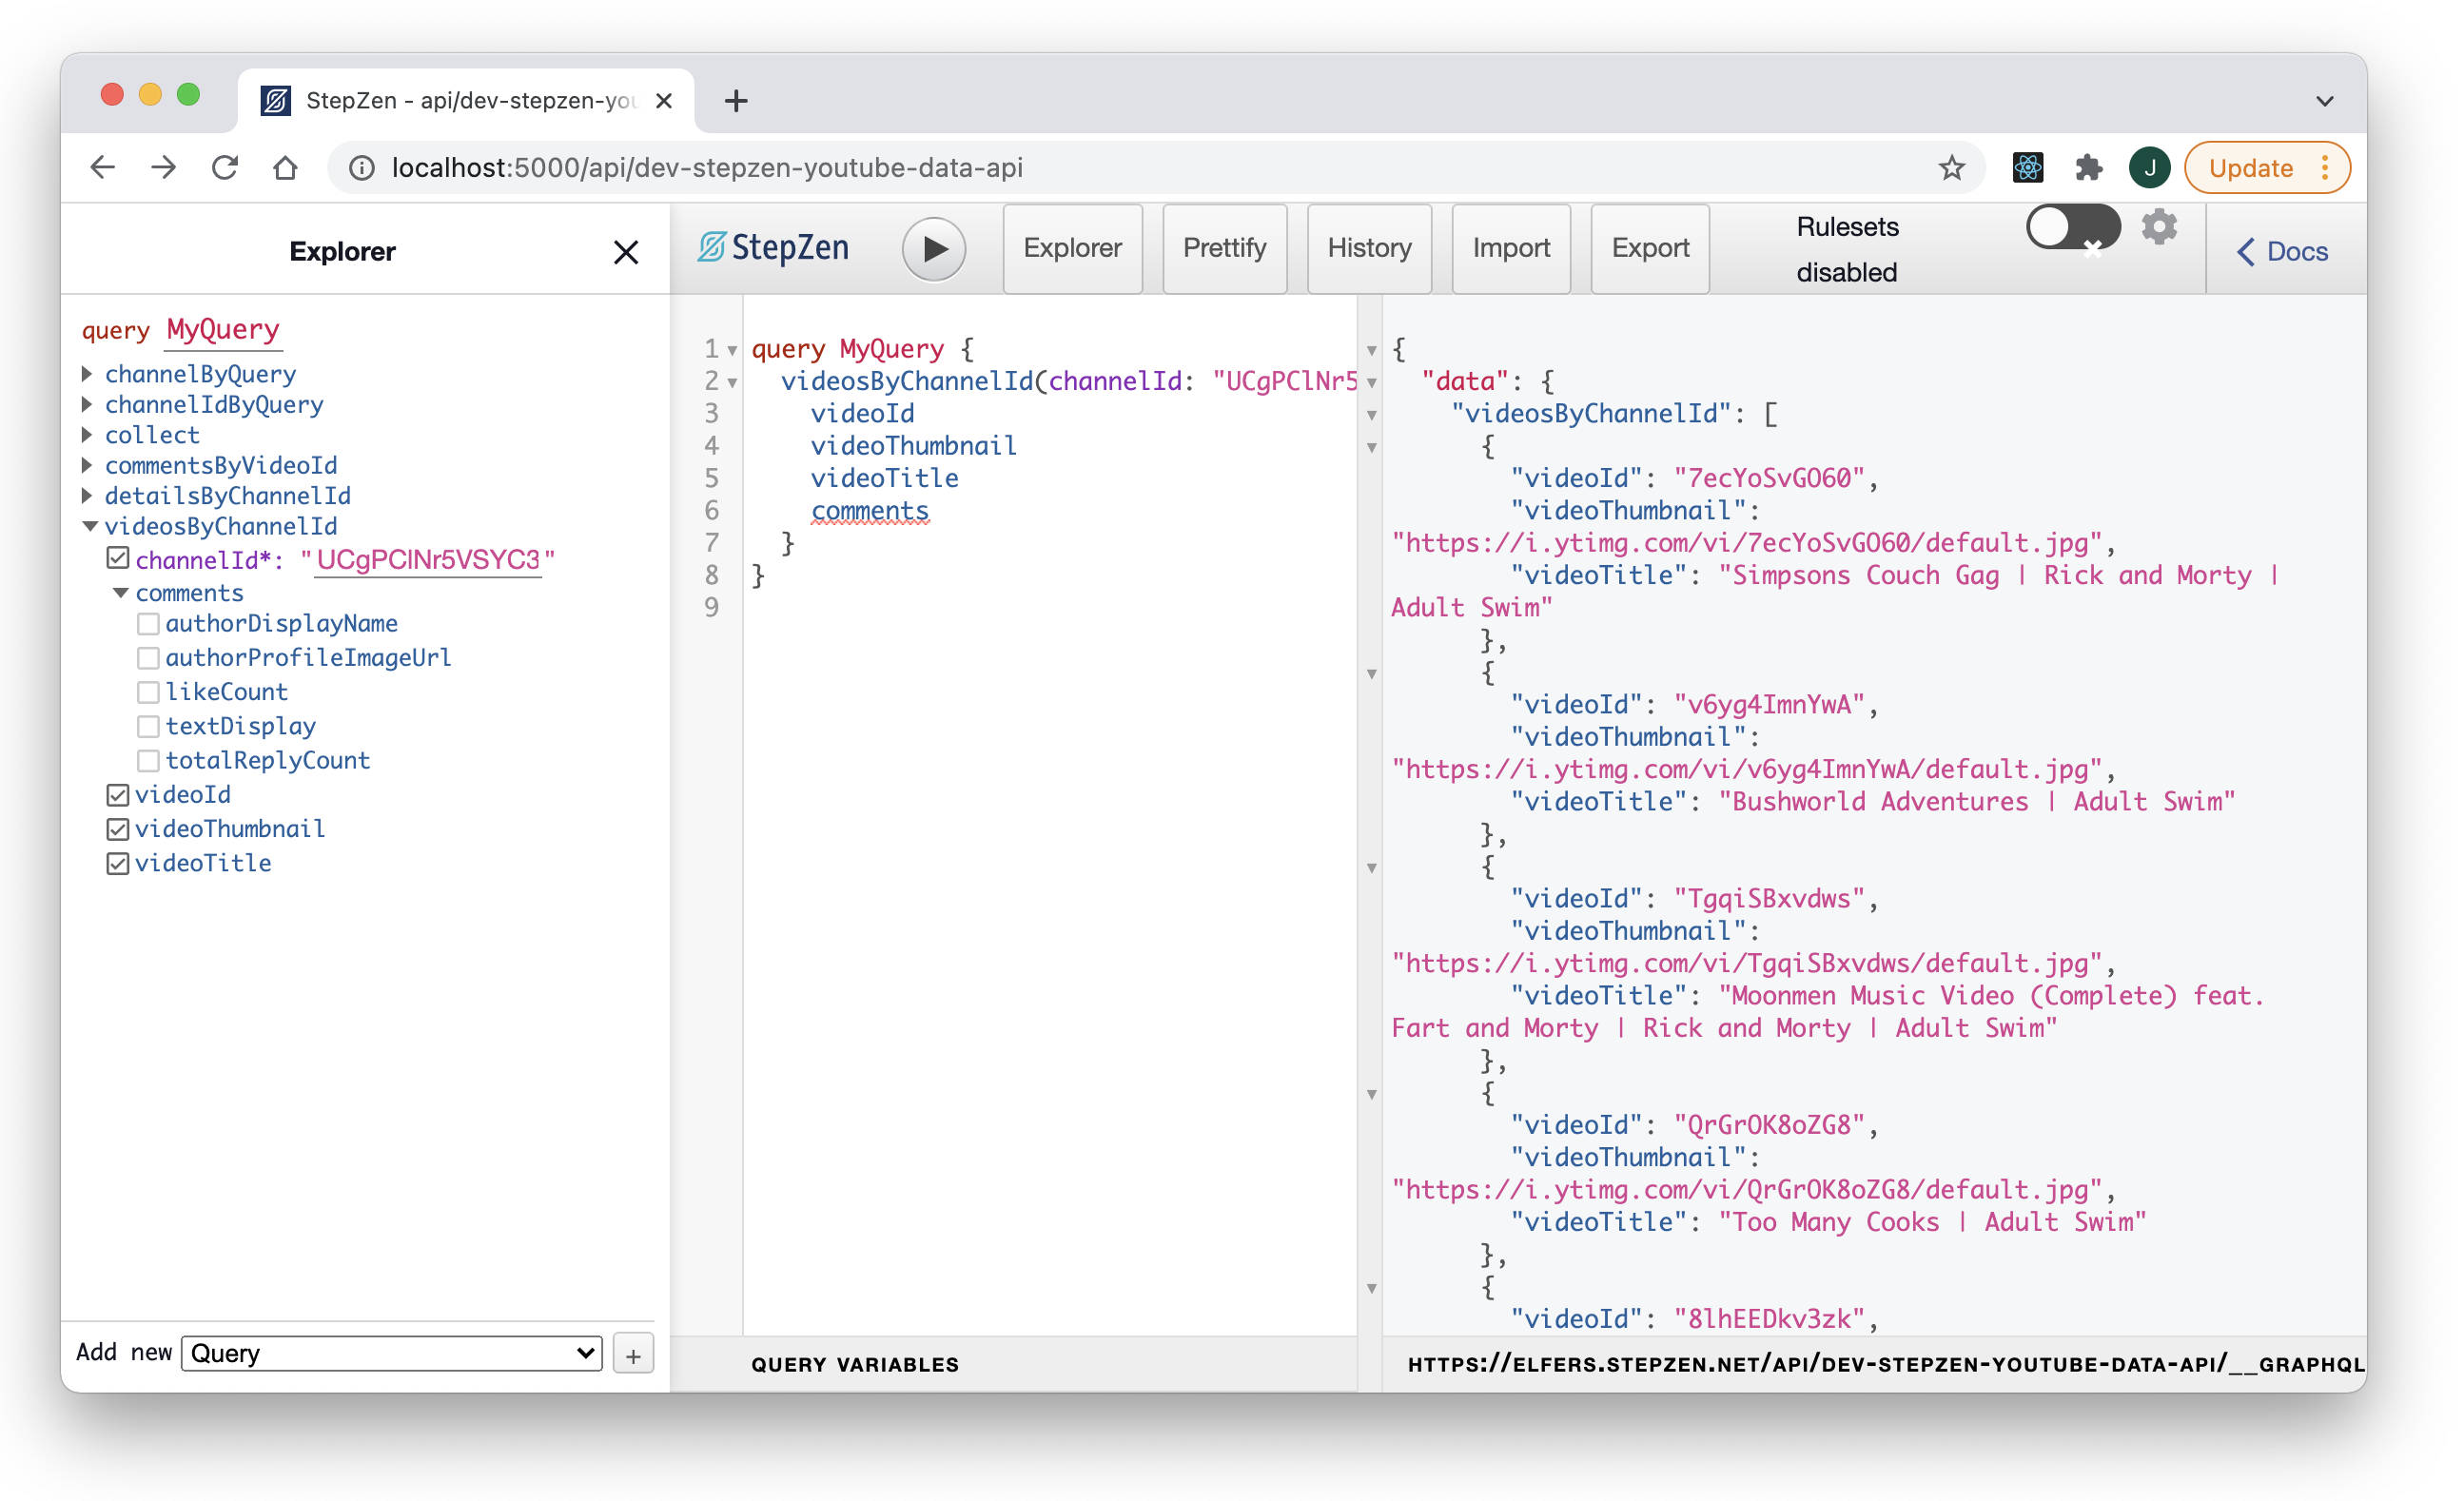 StepZen - api/dev-stepzen-you
localhost:5000/api/dev-stepzen-youtube-data-api
J
Update
Explorer
StepZen
Explorer
Prettify
History
Import
Export
Rulesets
disabled
Docs
query MyQuery
channelByQuery
channelIdByQuery
collect
commentsByVideoId
detailsByChannelId
videosByChannelId
channelId*: "UCgPClNr5VSYC3"
comments
authorDisplayName
authorProfileImageUrl
likeCount
textDisplay
totalReplyCount
videoId
videoThumbnail
videoTitle
Add new Query +
1 query MyQuery {
2 videosByChannelId(channelId: "UCgPClNr5
3 videoId
4 videoThumbnail
5 videoTitle
6 comments
7 }
8 }
9
QUERY VARIABLES
{
"data": {
"videosByChannelId": [
{
"videoId": "7ecYoSvGO60",
"videoThumbnail":
"https://i.ytimg.com/vi/7ecYoSvGO60/default.jpg",
"videoTitle": "Simpsons Couch Gag | Rick and Morty |
Adult Swim"
},
{
"videoId": "v6yg4ImnYwA",
"videoThumbnail":
"https://i.ytimg.com/vi/v6yg4ImnYwA/default.jpg",
"videoTitle": "Bushworld Adventures | Adult Swim"
},
{
"videoId": "TgqiSBxvdws",
"videoThumbnail":
"https://i.ytimg.com/vi/TgqiSBxvdws/default.jpg",
"videoTitle": "Moonmen Music Video (Complete) feat.
Fart and Morty | Rick and Morty | Adult Swim"
},
{
"videoId": "QrGrOK8oZG8",
"videoThumbnail":
"https://i.ytimg.com/vi/QrGrOK8oZG8/default.jpg",
"videoTitle": "Too Many Cooks | Adult Swim"
},
{
"videoId": "8lhEEDkv3zk",
HTTPS://ELFERS.STEPZEN.NET/API/DEV-STEPZEN-YOUTUBE-DATA-API/__GRAPHQL